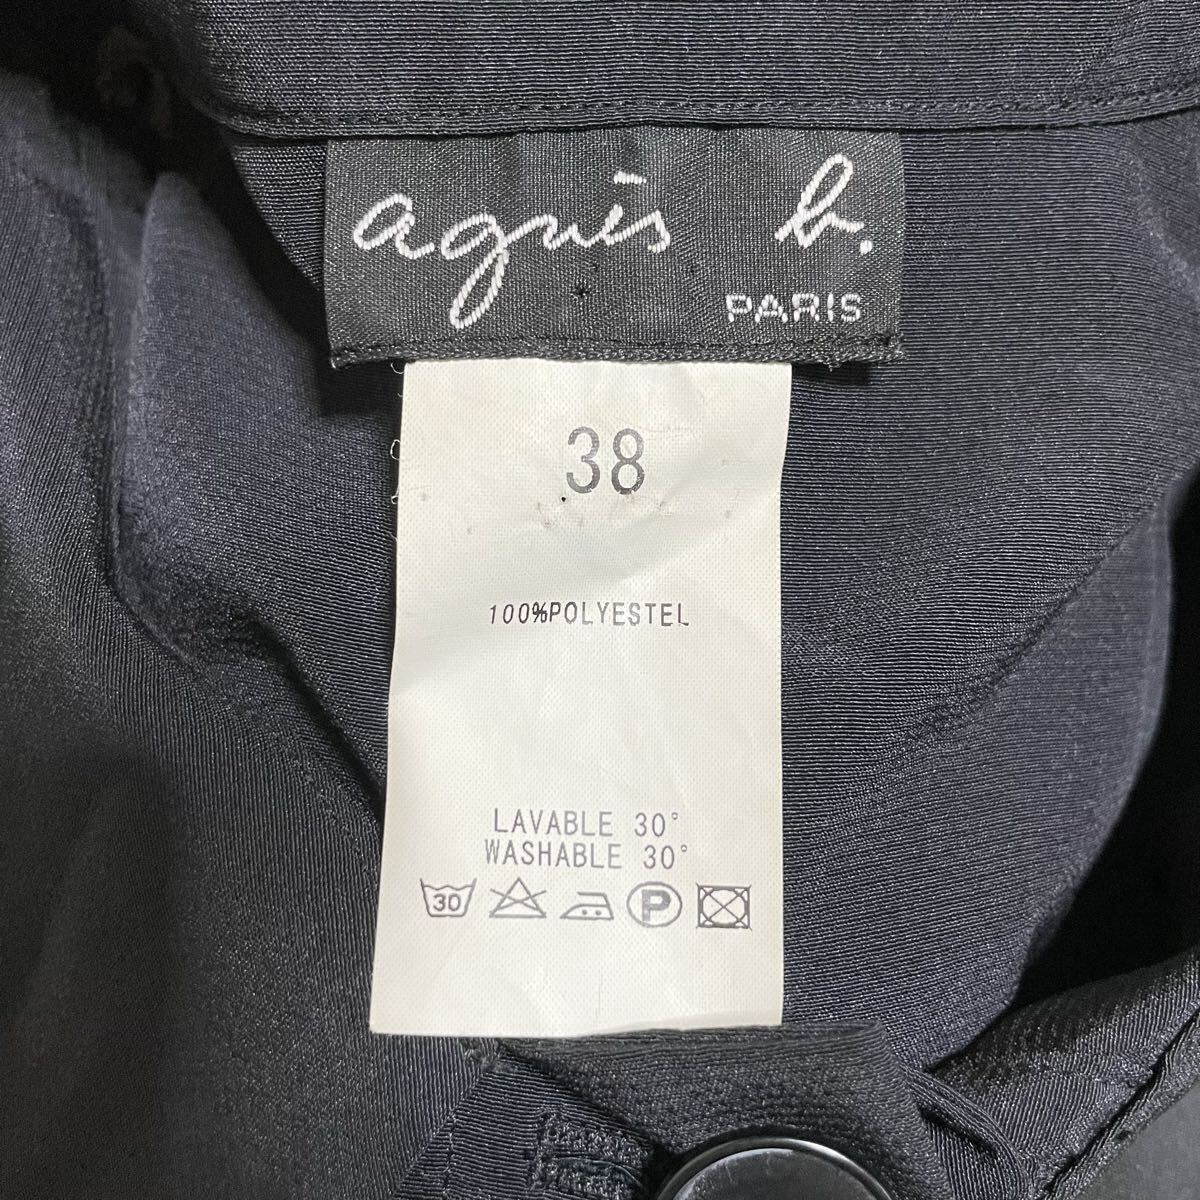 agnès b.
PARIS
38
100%POLYESTEL
LAVABLE 30°
WASHABLE 30°
30 P